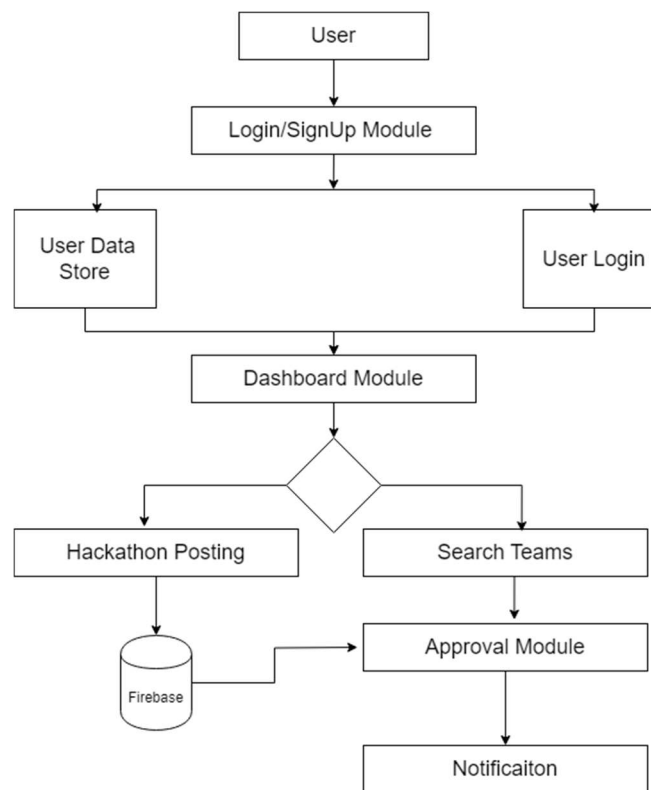 User
Login/SignUp Module
User Data
Store
User Login
Dashboard Module
Hackathon Posting
Search Teams
Firebase
Approval Module
Notificaiton